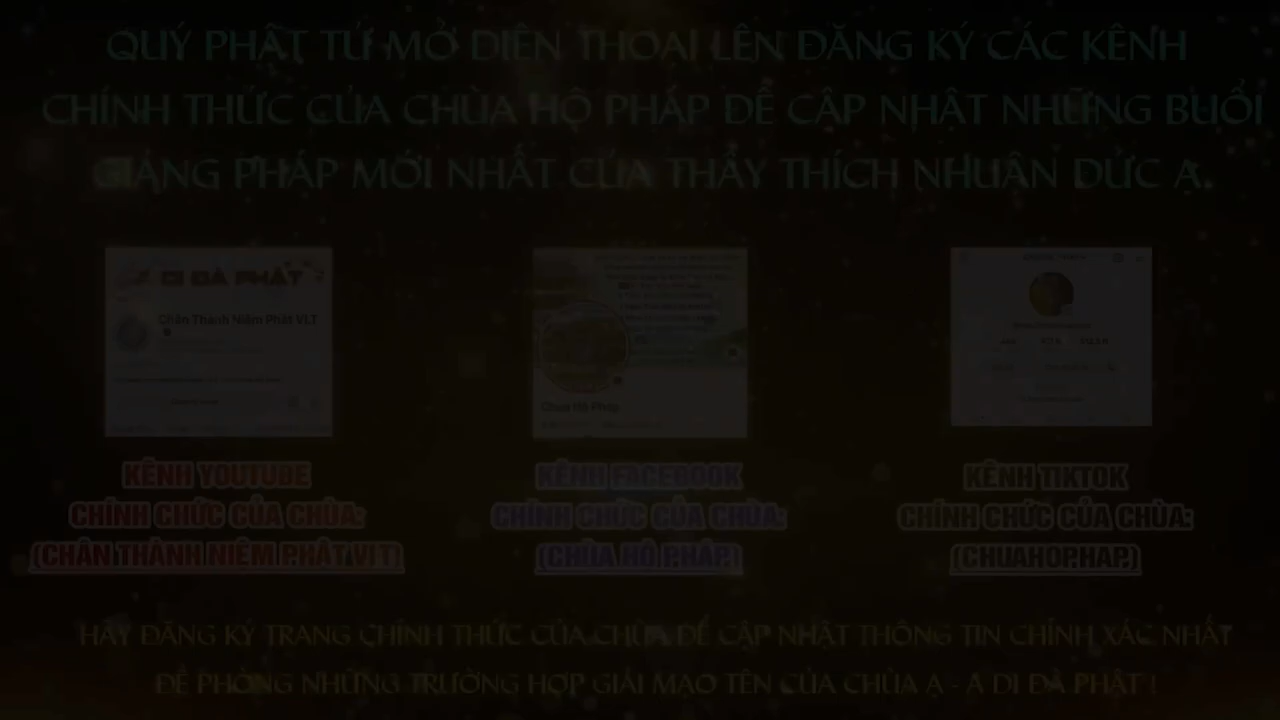 QUÝ PHẬT TỬ MỞ ĐIỆN THOẠI LÊN ĐĂNG KÝ CÁC KÊNH
CHÍNH THỨC CỦA CHÙA HỘ PHÁP ĐỂ CẬP NHẬT NHỮNG BUỔI
GIẢNG PHÁP MỚI NHẤT CỦA THẦY THÍCH NHUẬN ĐỨC Ạ.
DI ĐÀ PHẬT
Chân Thành Niệm Phật VLT
Chùa Hộ Pháp
KÊNH YOUTUBE
CHÍNH CHỨC CỦA CHÙA:
(CHÂN THÀNH NIỆM PHẬT VLT)
KÊNH FACEBOOK
CHÍNH CHỨC CỦA CHÙA:
(CHÙA HỘ PHÁP)
KÊNH TIKTOK
CHÍNH CHỨC CỦA CHÙA:
(CHUAHOPHAP)
HÃY ĐĂNG KÝ TRANG CHÍNH THỨC CỦA CHÙA ĐỂ CẬP NHẬT THÔNG TIN CHÍNH XÁC NHẤT
ĐỀ PHÒNG NHỮNG TRƯỜNG HỢP GIẢ MẠO TÊN CỦA CHÙA Ạ - A DI ĐÀ PHẬT !